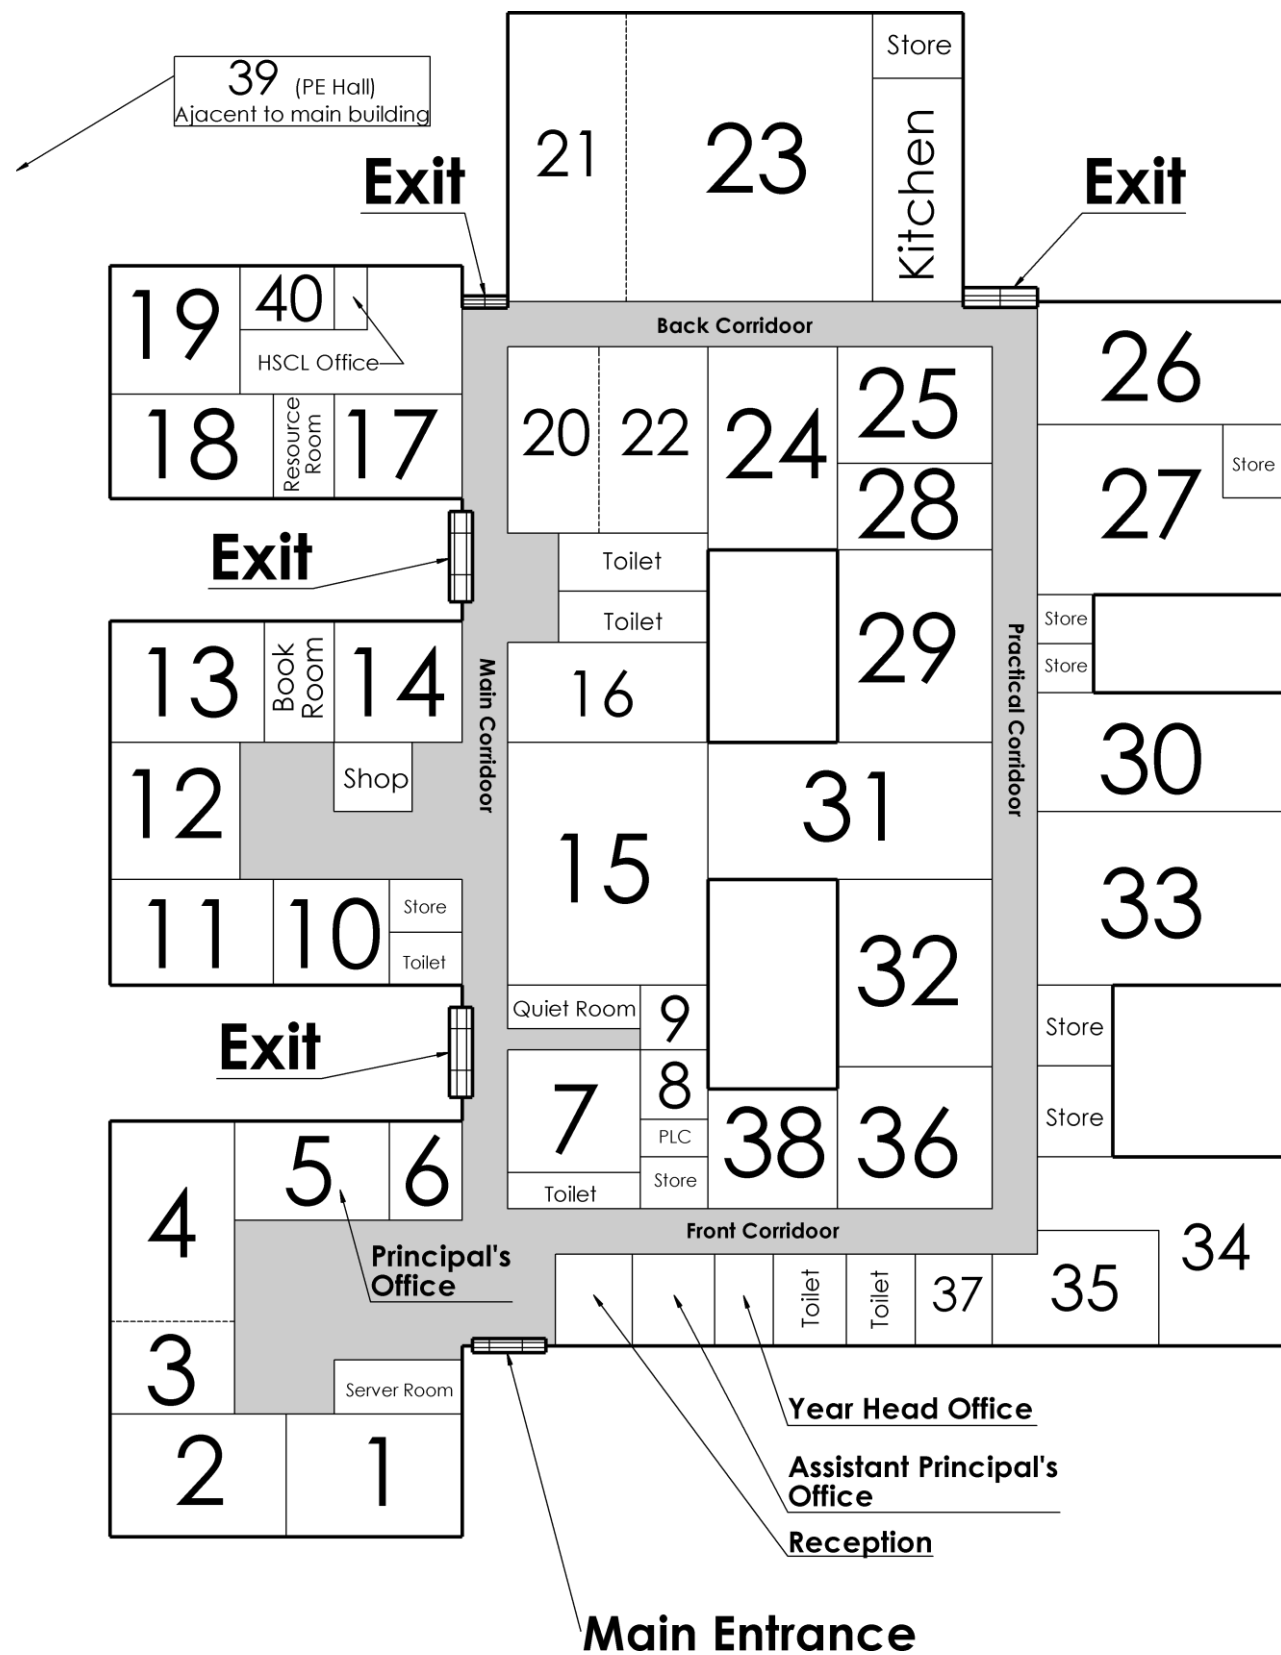 39 (PE Hall)
Ajacent to main building
Exit
21
23
Store
Kitchen
Exit
19
40
HSCL Office
18
Resource
Room
17
Back Corridoor
26
20
22
24
25
28
27
Store
Exit
Toilet
Toilet
29
Store
Store
13
Book
Room
14
Main Corridoor
16
Practical Corridoor
30
12
Shop
15
31
33
11
10
Store
Toilet
32
Exit
Quiet Room
9
Store
7
8
PLC
Store
Toilet
38
36
Store
4
5
6
Principal's
Office
Front Corridoor
34
3
Server Room
Toilet
Toilet
37
35
2
1
Year Head Office
Assistant Principal's
Office
Reception
Main Entrance